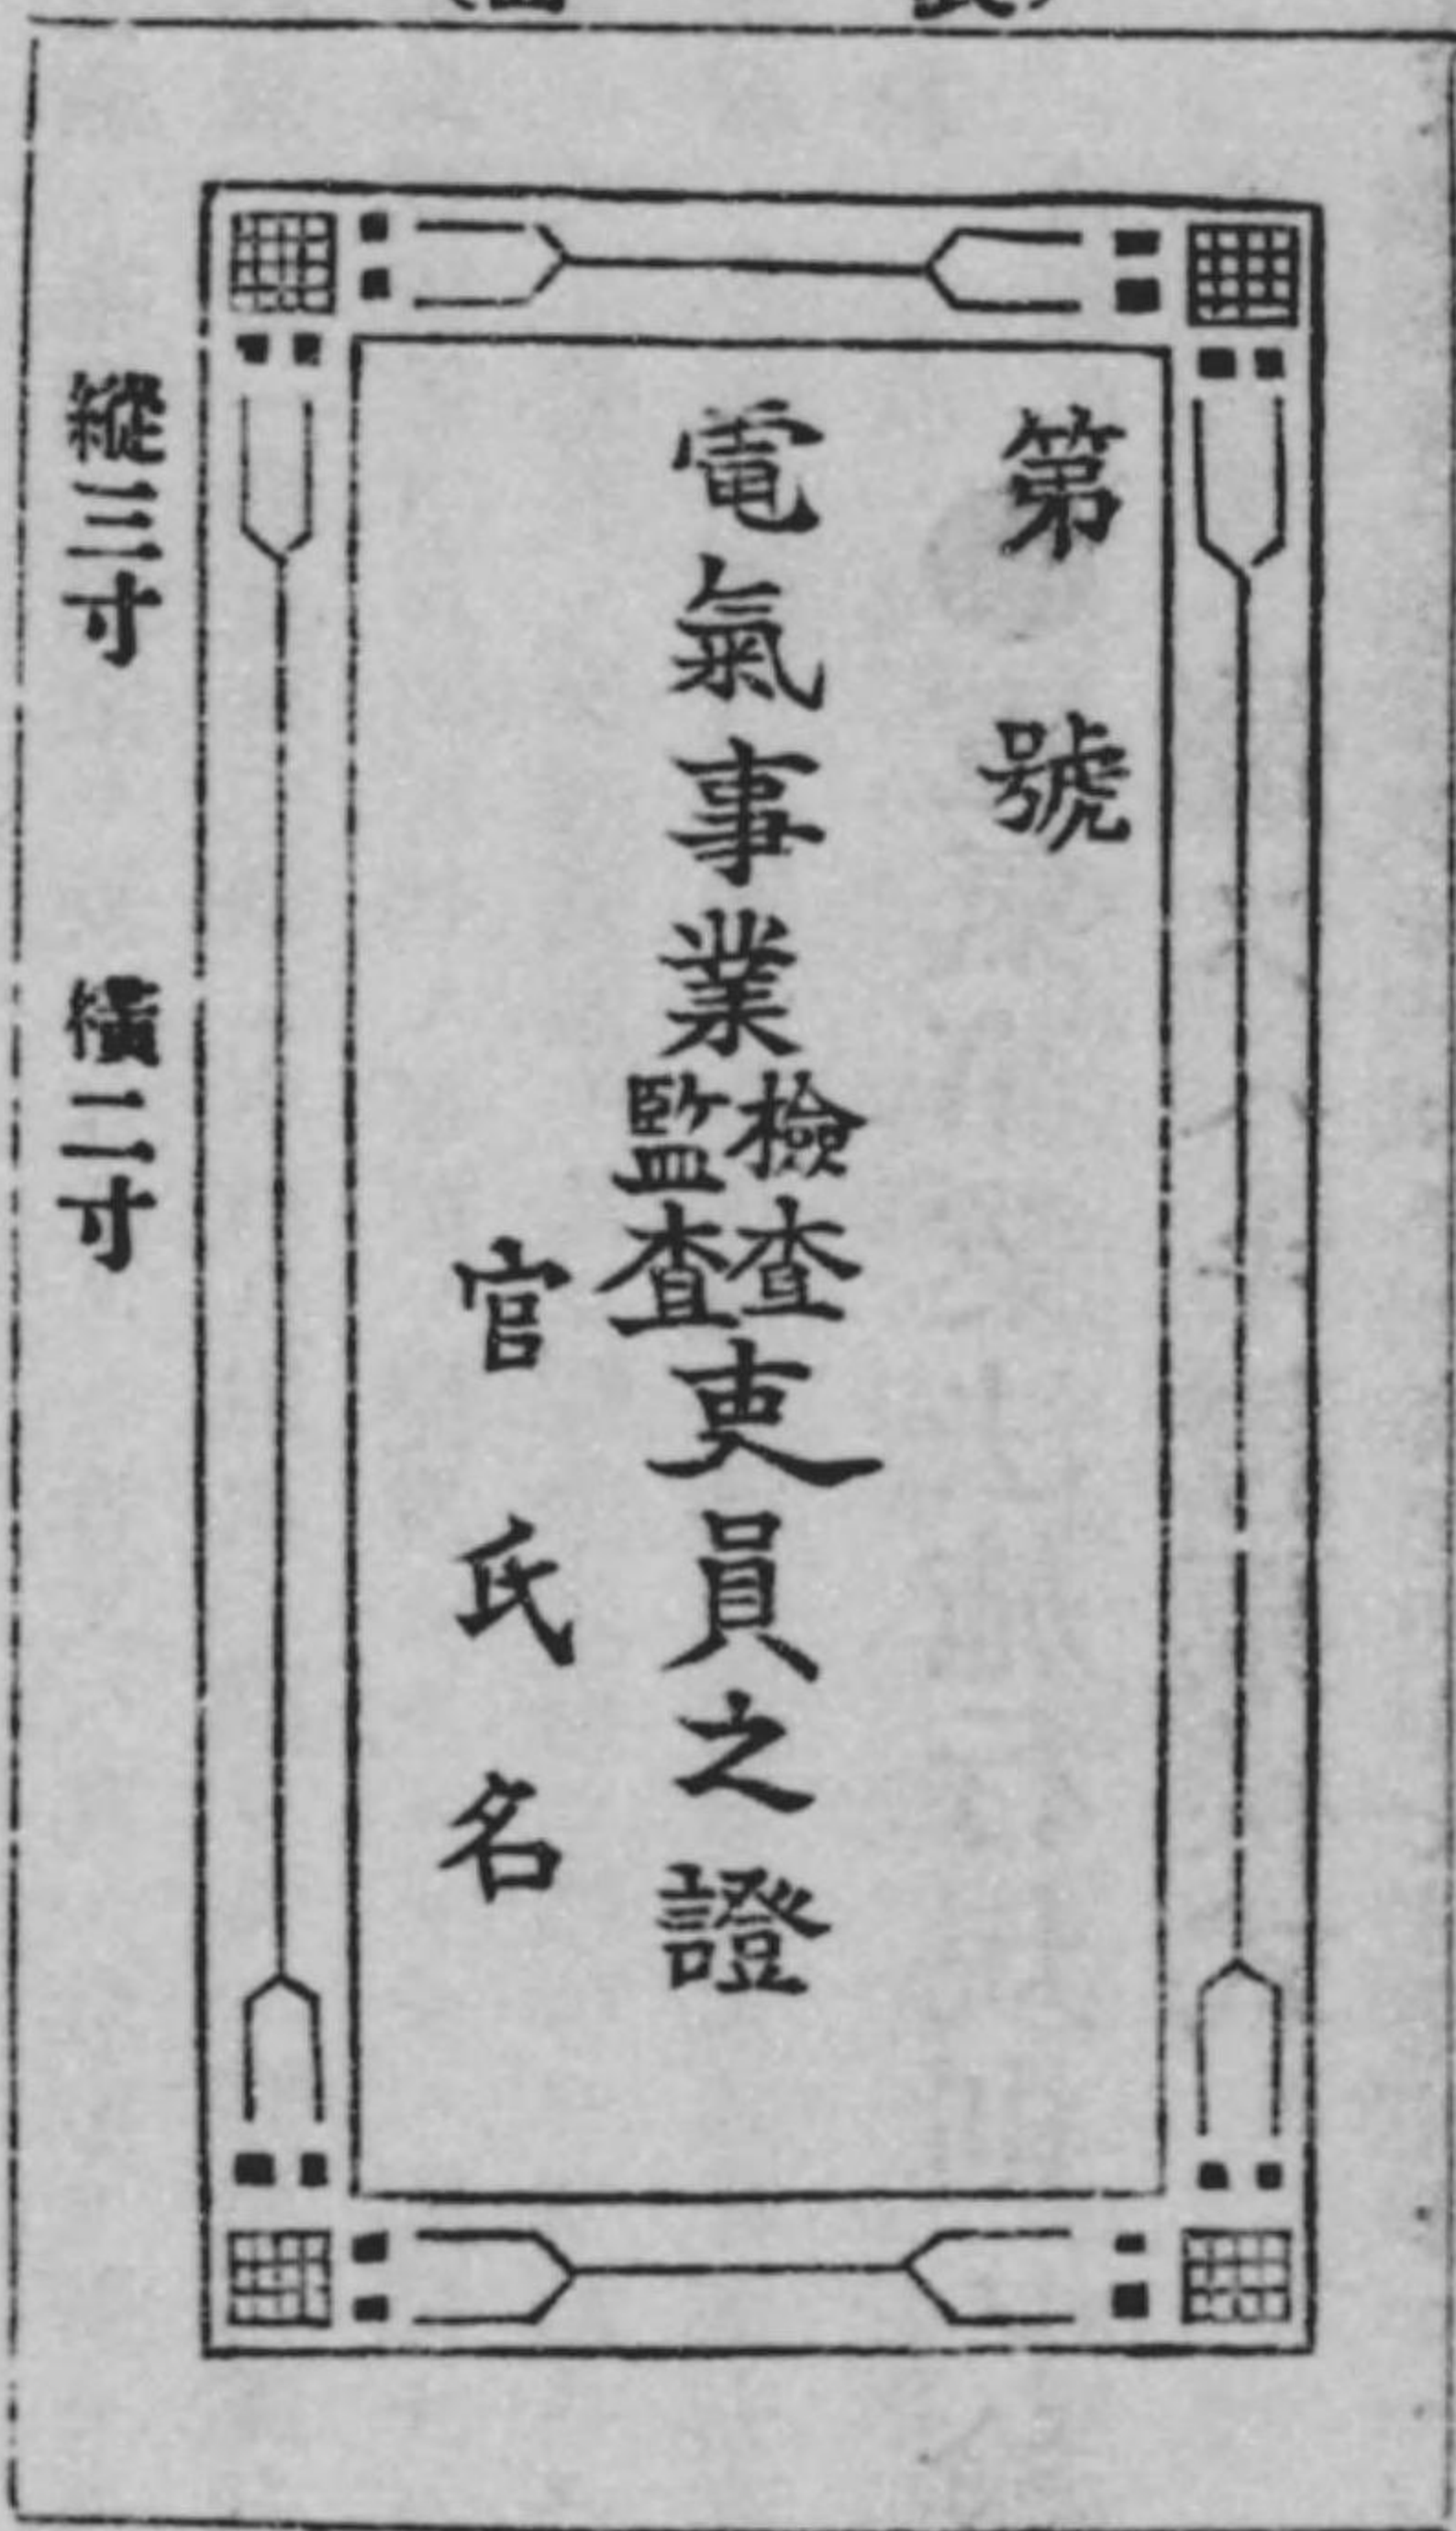 第號
電氣事業檢查監查吏員之證
官氏名
縱三寸　橫二寸